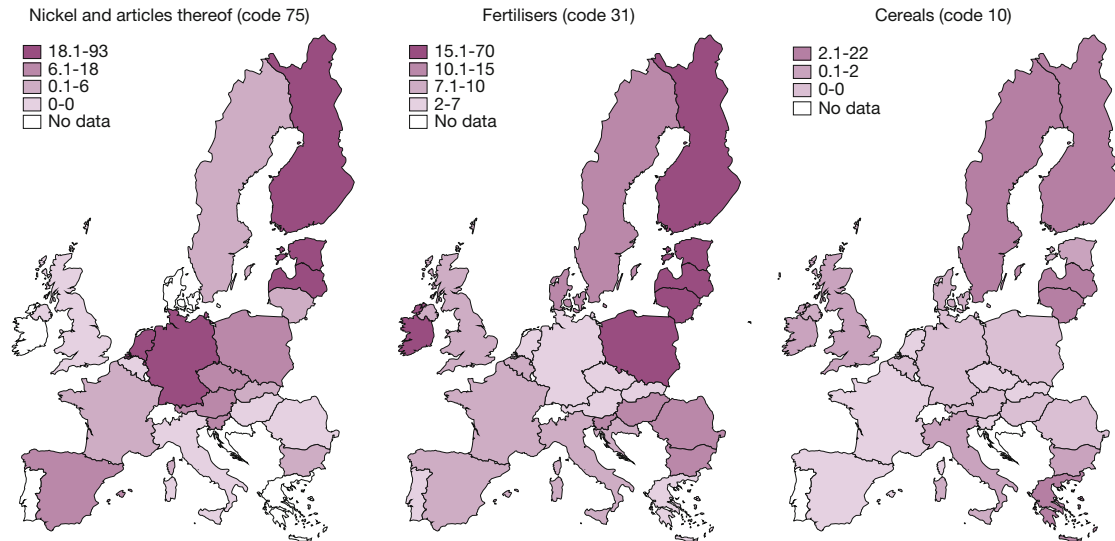 Nickel and articles thereof (code 75)
18.1-93
6.1-18
0.1-6
0-0
No data
Fertilisers (code 31)
15.1-70
10.1-15
7.1-10
2-7
No data
Cereals (code 10)
2.1-22
0.1-2
0-0
No data